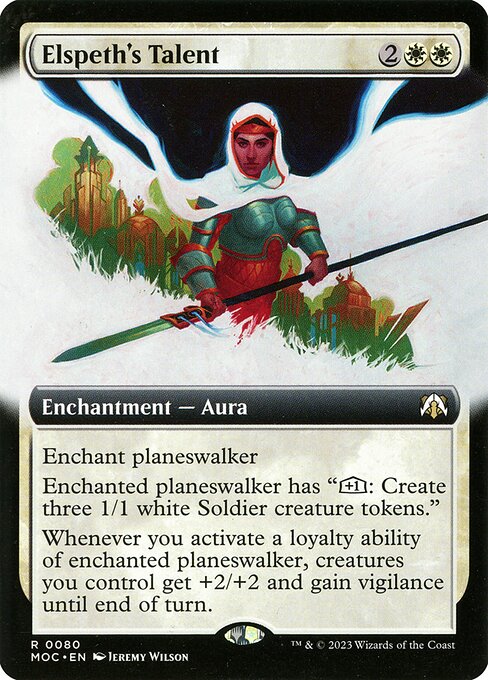 Elspeth's Talent 2
Enchantment — Aura
Enchant planeswalker
Enchanted planeswalker has “+1: Create
three 1/1 white Soldier creature tokens.”
Whenever you activate a loyalty ability
of enchanted planeswalker, creatures
you control get +2/+2 and gain vigilance
until end of turn.
R 0080
MOC • EN Jeremy Wilson
™ & © 2023 Wizards of the Coast